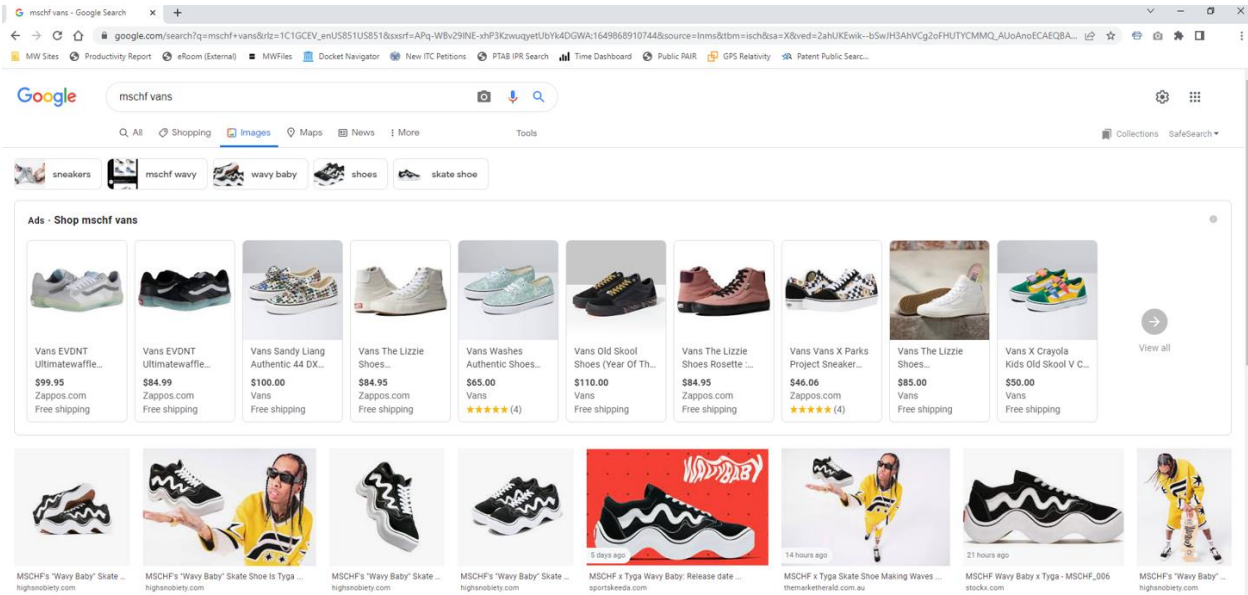 mschf vans - Google Search
google.com/search?q=mschf+vans&rlz=1C1GCEV_enUS851US851&sxsrf=APq-WBv29INE-xhP3KzwuqyetUbYk4DGWA:1649868910744&source=lnms&tbm=isch&sa=X&ved=2ahUKEwik--bSwJH3AhVCg2oFHUTYCMMQ_AUoAnoECAEQBA...
MW Sites Productivity Report eRoom (External) MWFiles Docket Navigator New ITC Petitions PTAB IPR Search Time Dashboard Public PAIR GPS Relativity Patent Public Searc...
Google mschf vans
All Shopping Images Maps News More Tools Collections SafeSearch
sneakers mschf wavy wavy baby shoes skate shoe
Ads · Shop mschf vans
Vans EVDNT Ultimatewaffle...
$99.95
Zappos.com
Free shipping
Vans EVDNT Ultimatewaffle...
$84.99
Zappos.com
Free shipping
Vans Sandy Liang Authentic 44 DX...
$100.00
Vans
Free shipping
Vans The Lizzie Shoes...
$84.95
Zappos.com
Free shipping
Vans Washes Authentic Shoes...
$65.00
Vans
(4)
Vans Old Skool Shoes (Year Of Th...
$110.00
Vans
Free shipping
Vans The Lizzie Shoes Rosette :...
$84.95
Zappos.com
Free shipping
Vans Vans X Parks Project Sneaker...
$46.06
Zappos.com
(4)
Vans The Lizzie Shoes...
$85.00
Vans
Free shipping
Vans X Crayola Kids Old Skool V C...
$50.00
Vans
Free shipping
View all
MSCHF's "Wavy Baby" Skate ...
highsnobiety.com
MSCHF's "Wavy Baby" Skate Shoe Is Tyga ...
highsnobiety.com
MSCHF's "Wavy Baby" Skate ...
highsnobiety.com
MSCHF's "Wavy Baby" Skate ...
highsnobiety.com
WAVYBABY
5 days ago
MSCHF x Tyga Wavy Baby: Release date ...
sportskeeda.com
14 hours ago
MSCHF x Tyga Skate Shoe Making Waves ...
themarketherald.com.au
21 hours ago
MSCHF Wavy Baby x Tyga - MSCHF_006
stockx.com
MSCHF's "Wavy Baby" ...
highsnobiety.com